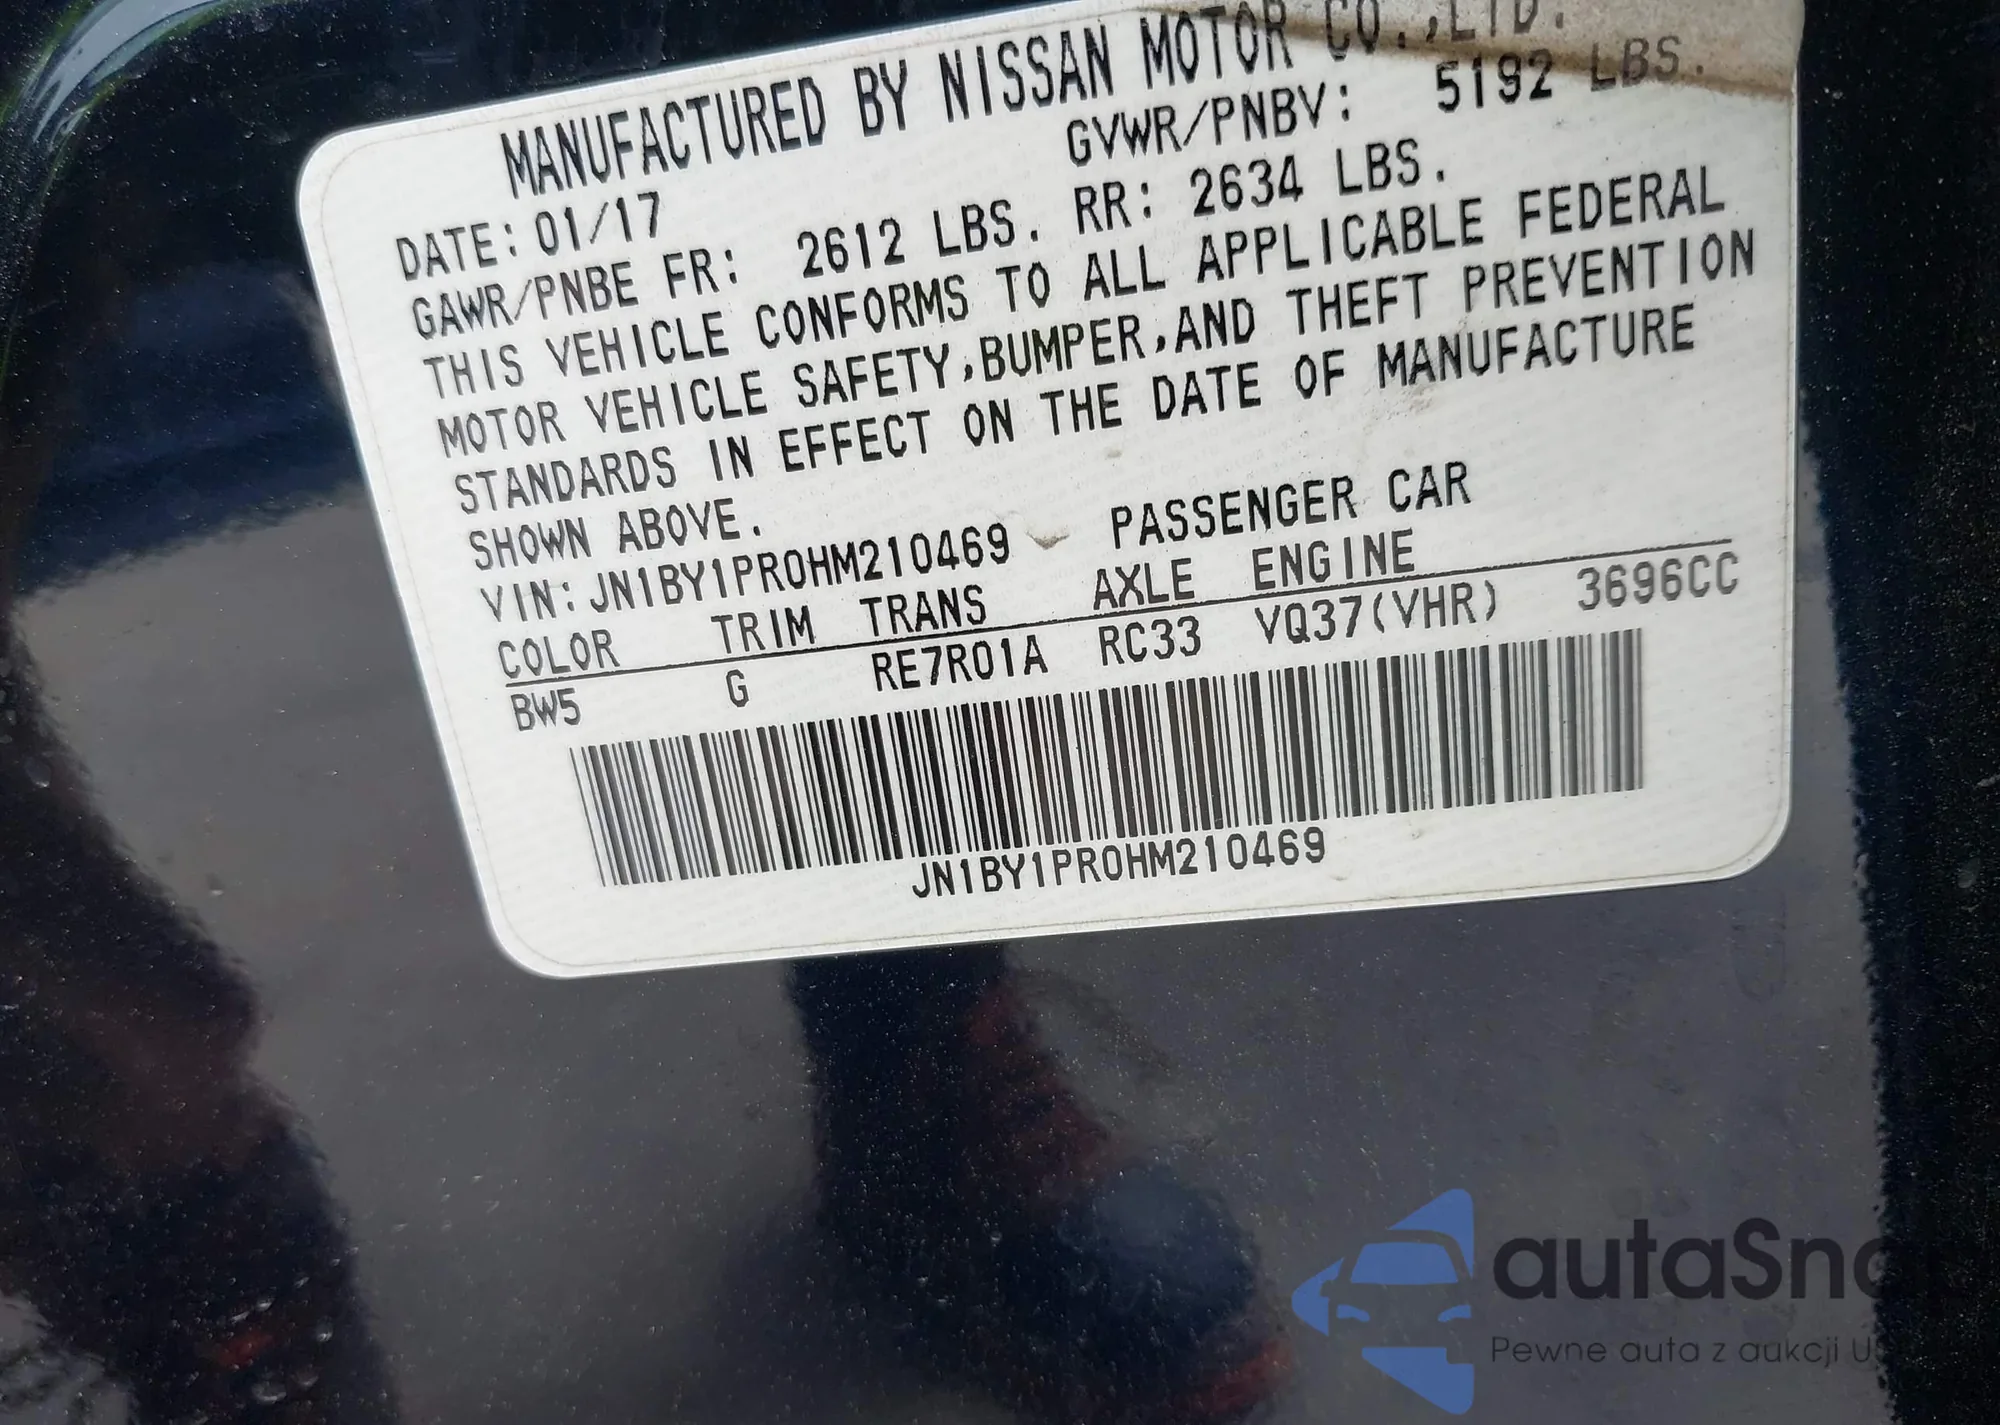 MANUFACTURED BY NISSAN MOTOR CO.,LTD.
DATE: 01/17 GVWR/PNBV: 5192 LBS.
GAWR/PNBE FR: 2612 LBS. RR: 2634 LBS.
THIS VEHICLE CONFORMS TO ALL APPLICABLE FEDERAL
MOTOR VEHICLE SAFETY,BUMPER,AND THEFT PREVENTION
STANDARDS IN EFFECT ON THE DATE OF MANUFACTURE
SHOWN ABOVE.
VIN: JN1BY1PR0HM210469 PASSENGER CAR
COLOR TRIM TRANS AXLE ENGINE
BW5 G RE7R01A RC33 VQ37(VHR) 3696CC
JN1BY1PR0HM210469
Pewne auta z aukcji